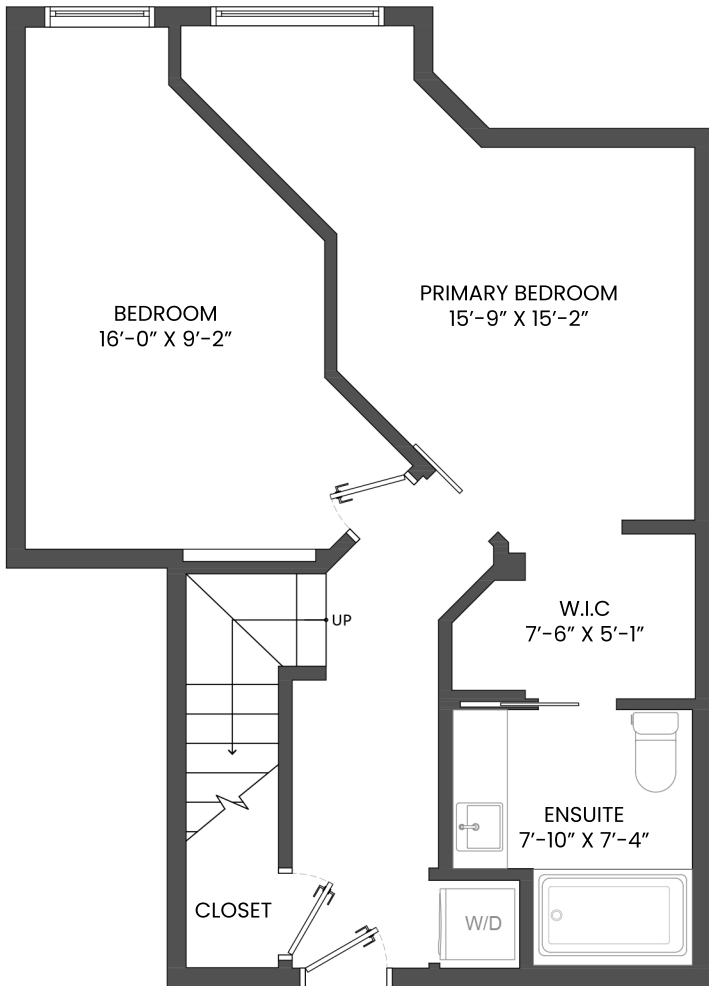 BEDROOM
16’-0” X 9’-2”
PRIMARY BEDROOM
15’-9” X 15’-2”
W.I.C
7’-6” X 5’-1”
UP
ENSUITE
7’-10” X 7’-4”
CLOSET
W/D